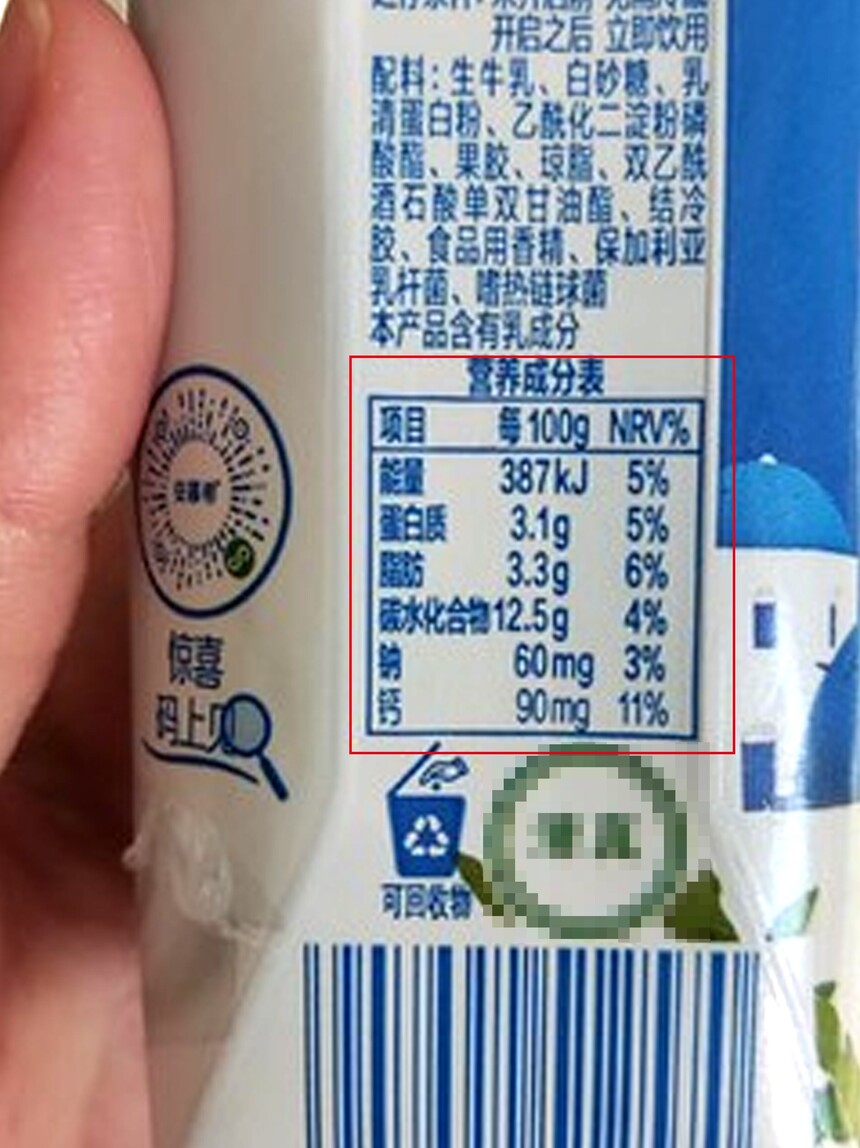 开启之后 立即饮用
配料：生牛乳、白砂糖、乳
清蛋白粉、乙酰化二淀粉磷
酸酯、果胶、琼脂、双乙酰
酒石酸单双甘油酯、结冷
胶、食品用香精、保加利亚
乳杆菌、嗜热链球菌
本产品含有乳成分
营养成分表
项目 每100g NRV%
能量 387kJ 5%
蛋白质 3.1g 5%
脂肪 3.3g 6%
碳水化合物 12.5g 4%
钠 60mg 3%
钙 90mg 11%
安慕希
惊喜
码上见
可回收物